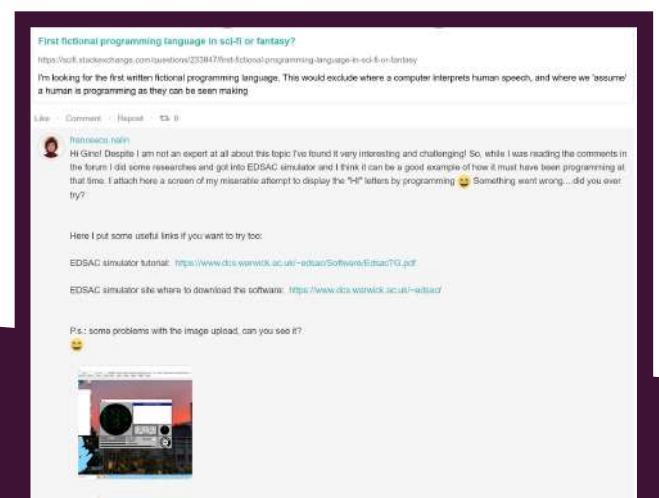 First fictional programming language in sci-fi or fantasy?
https://scifi.stackexchange.com/questions/233847/first-fictional-programming-language-in-sci-fi-or-fantasy
I'm looking for the first written fictional programming language. This would exclude where a computer interprets human speech, and where we 'assume'
a human is programming as they can be seen making
Like · Comment · Repost · 0
francesco.nalin
Hi Gine! Despite I am not an expert at all about this topic I've found it very interesting and challenging! So, while I was reading the comments in
the forum I did some researches and got into EDSAC simulator and I think it can be a good example of how it must have been programming at
that time. I attach here a screen of my miserable attempt to display the "HI" letters by programming 😄 Something went wrong....did you ever
try?
Here I put some useful links if you want to try too:
EDSAC simulator tutorial: https://www.dcs.warwick.ac.uk/~edsac/Software/EdsacTG.pdf
EDSAC simulator site where to download the software: https://www.dcs.warwick.ac.uk/~edsac/
P.s.: some problems with the image upload, can you see it?
😄